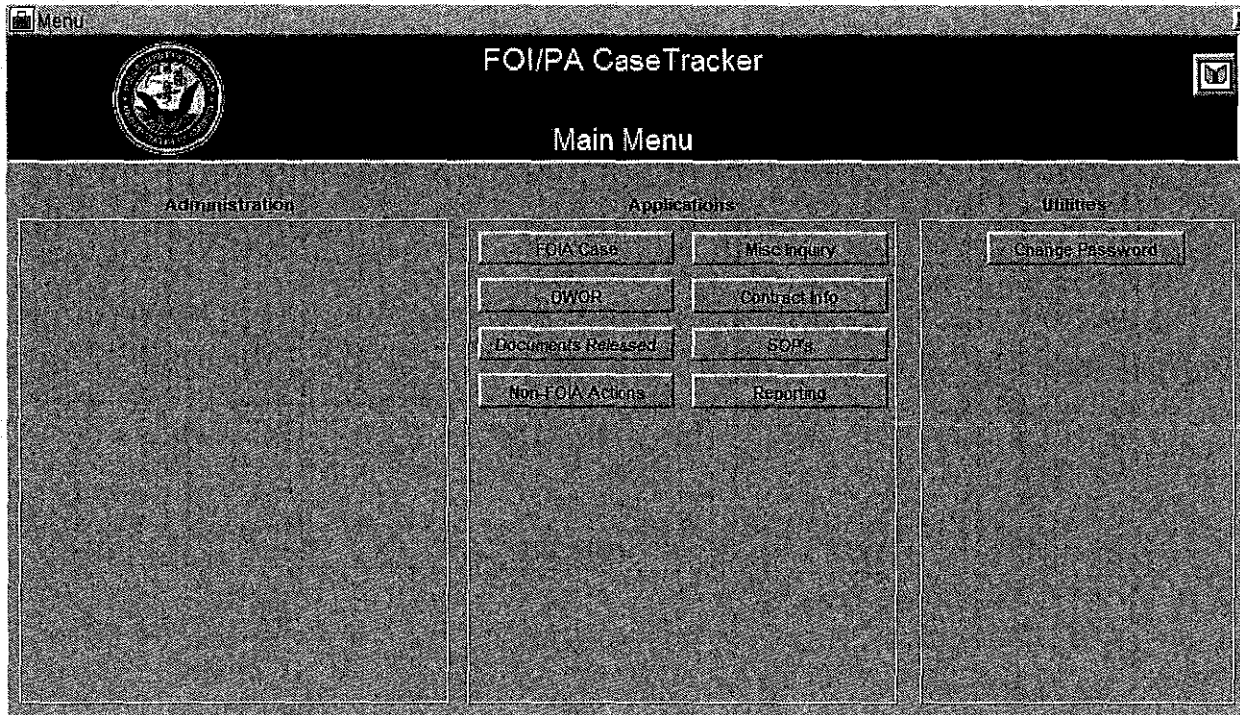 Menu
FOI/PA CaseTracker
Main Menu
Administration
Applications
Utilities
FOIA Case
Misc Inquiry
Change Password
DWOR
Contract Info
Documents Released
SOP's
Non-FOIA Actions
Reporting